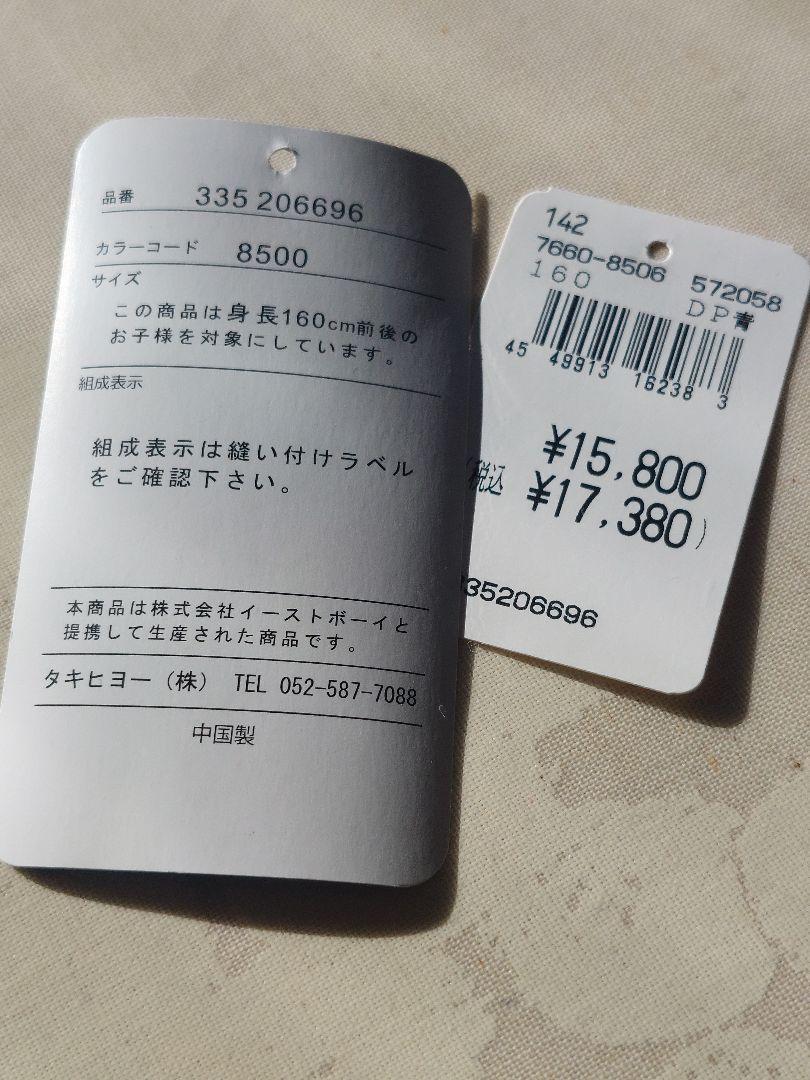 品番 335 206696
カラーコード 8500
サイズ
この商品は身長160cm前後の
お子様を対象にしています。
組成表示
組成表示は縫い付けラベル
をご確認下さい。
本商品は株式会社イーストボーイと
提携して生産された商品です。
タキヒヨー（株） TEL 052-587-7088
中国製
142
7660-8506 572058
160 DP青
45 49913 16238 3
¥15,800
(税込 ¥17,380)
35206696